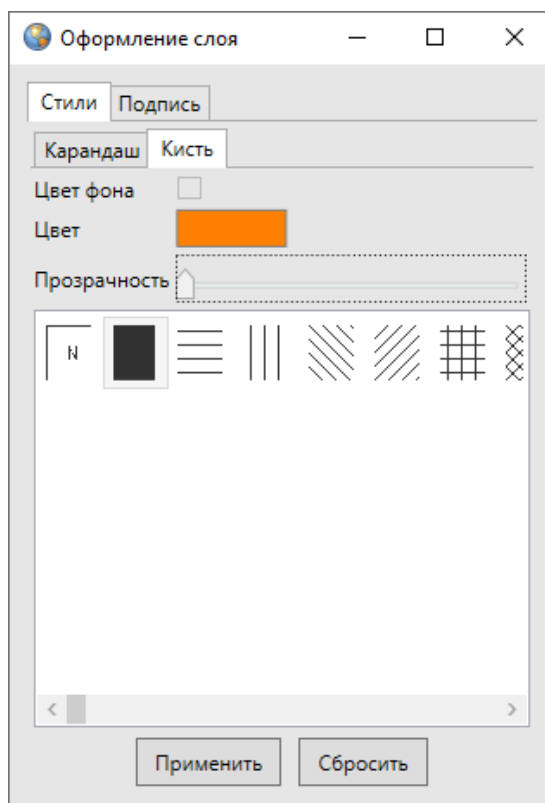 Оформление слоя
Стили Подпись
Карандаш Кисть
Цвет фона
Цвет
Прозрачность
N
Применить Сбросить